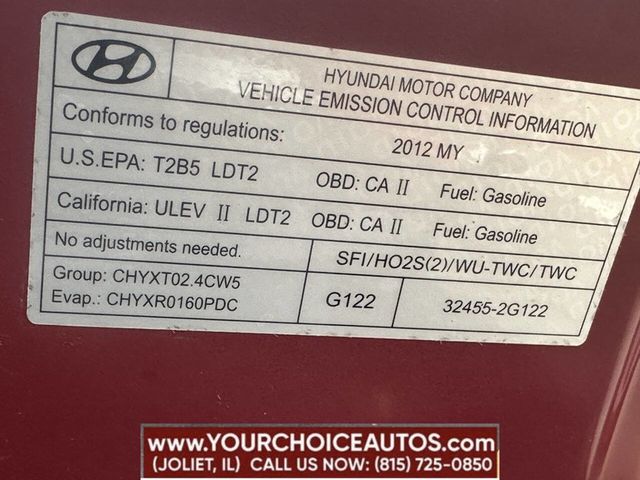 HYUNDAI MOTOR COMPANY
VEHICLE EMISSION CONTROL INFORMATION
Conforms to regulations: 2012 MY
U.S.EPA: T2B5 LDT2 OBD: CA II Fuel: Gasoline
California: ULEV II LDT2 OBD: CA II Fuel: Gasoline
No adjustments needed. SFI/HO2S(2)/WU-TWC/TWC
Group: CHYXT02.4CW5
Evap.: CHYXR0160PDC G122 32455-2G122
WWW.YOURCHOICEAUTOS.COM
(JOLIET, IL) CALL US NOW: (815) 725-0850